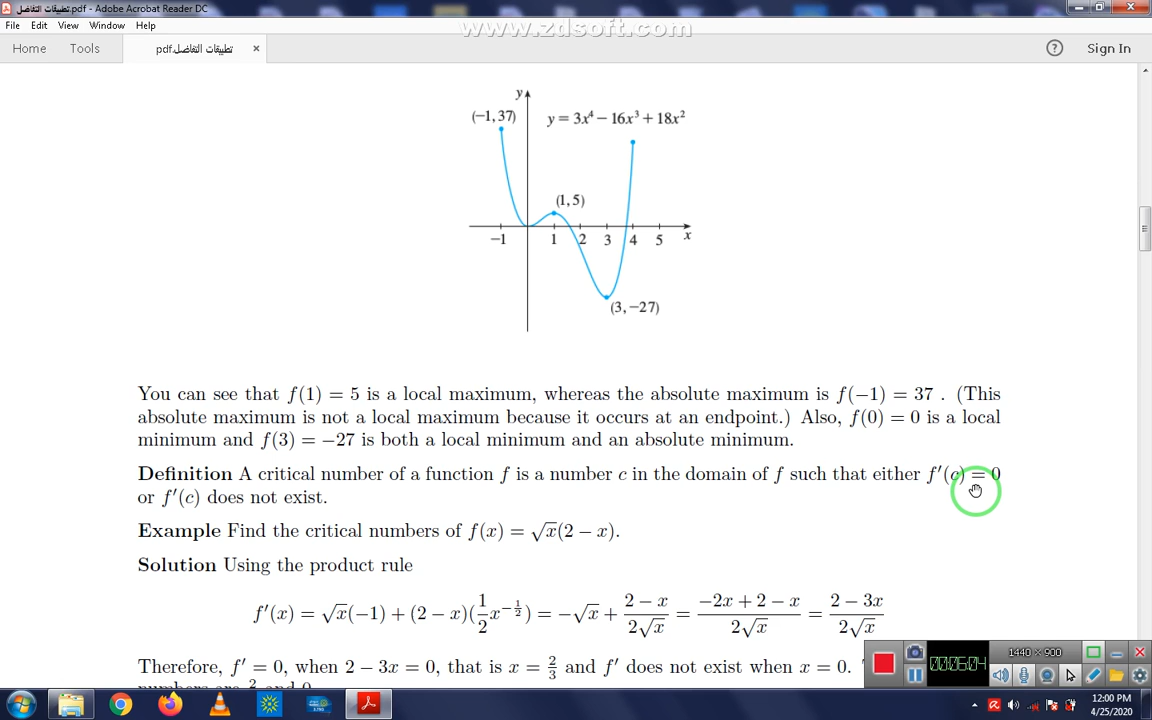 تطبيقات التفاضل.pdf - Adobe Acrobat Reader DC
www.zdsoft.com
File Edit View Window Help
Home Tools تطبيقات التفاضل.pdf × ? Sign In
y
(−1, 37) y = 3x⁴ − 16x³ + 18x²
(1, 5)
−1 1 2 3 4 5 x
(3, −27)
You can see that f(1) = 5 is a local maximum, whereas the absolute maximum is f(−1) = 37 . (This
absolute maximum is not a local maximum because it occurs at an endpoint.) Also, f(0) = 0 is a local
minimum and f(3) = −27 is both a local minimum and an absolute minimum.
Definition A critical number of a function f is a number c in the domain of f such that either f′(c) = 0
or f′(c) does not exist.
Example Find the critical numbers of f(x) = √x(2 − x).
Solution Using the product rule
f′(x) = √x(−1) + (2 − x)(1/2 x^(−1/2)) = −√x + (2 − x)/(2√x) = (−2x + 2 − x)/(2√x) = (2 − 3x)/(2√x)
1440 × 900
00:06:04
Therefore, f′ = 0, when 2 − 3x = 0, that is x = 2/3 and f′ does not exist when x = 0.
12:00 PM
4/25/2020